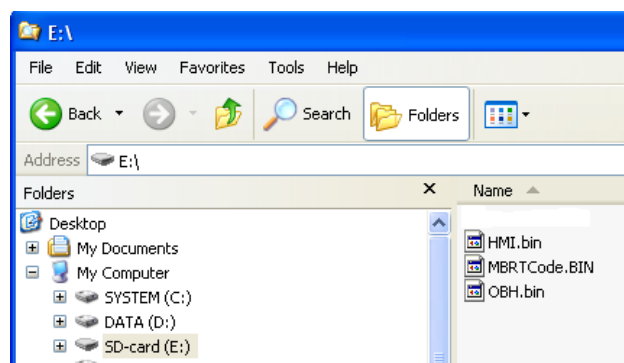 E:\
File Edit View Favorites Tools Help
Back Search Folders
Address E:\
Folders X Name
Desktop
My Documents
My Computer
SYSTEM (C:)
DATA (D:)
SD-card (E:)
HMI.bin
MBRTCode.BIN
OBH.bin